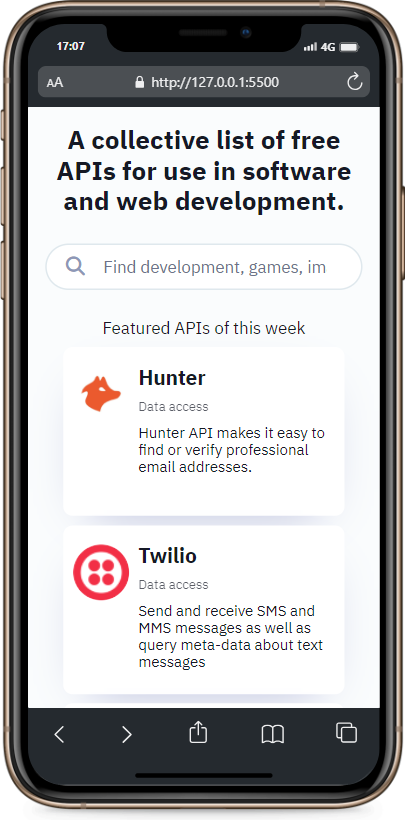 17:07
4G
AA
http://127.0.0.1:5500
A collective list of free
APIs for use in software
and web development.
Find development, games, im
Featured APIs of this week
Hunter
Data access
Hunter API makes it easy to
find or verify professional
email addresses.
Twilio
Data access
Send and receive SMS and
MMS messages as well as
query meta-data about text
messages